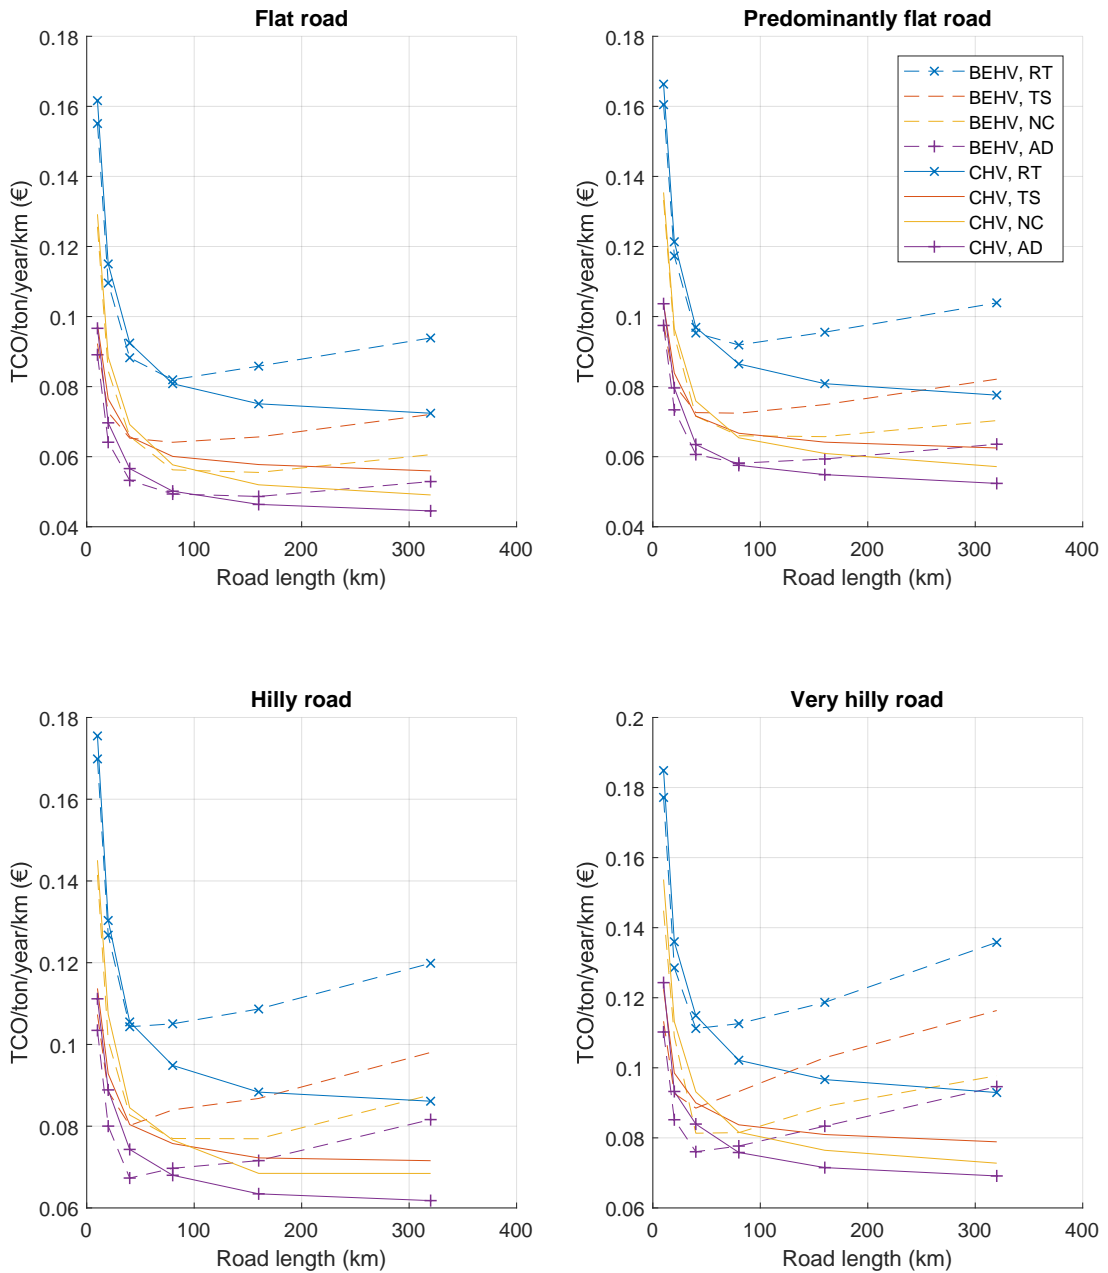 Flat road
0.18
0.16
0.14
0.12
0.1
0.08
0.06
0.04
0
100
200
300
400
TCO/ton/year/km (€)
Road length (km)
Predominantly flat road
0.18
0.16
0.14
0.12
0.1
0.08
0.06
0.04
0
100
200
300
400
TCO/ton/year/km (€)
Road length (km)
BEHV, RT
BEHV, TS
BEHV, NC
BEHV, AD
CHV, RT
CHV, TS
CHV, NC
CHV, AD
Hilly road
0.18
0.16
0.14
0.12
0.1
0.08
0.06
0
100
200
300
400
TCO/ton/year/km (€)
Road length (km)
Very hilly road
0.2
0.18
0.16
0.14
0.12
0.1
0.08
0.06
0
100
200
300
400
TCO/ton/year/km (€)
Road length (km)